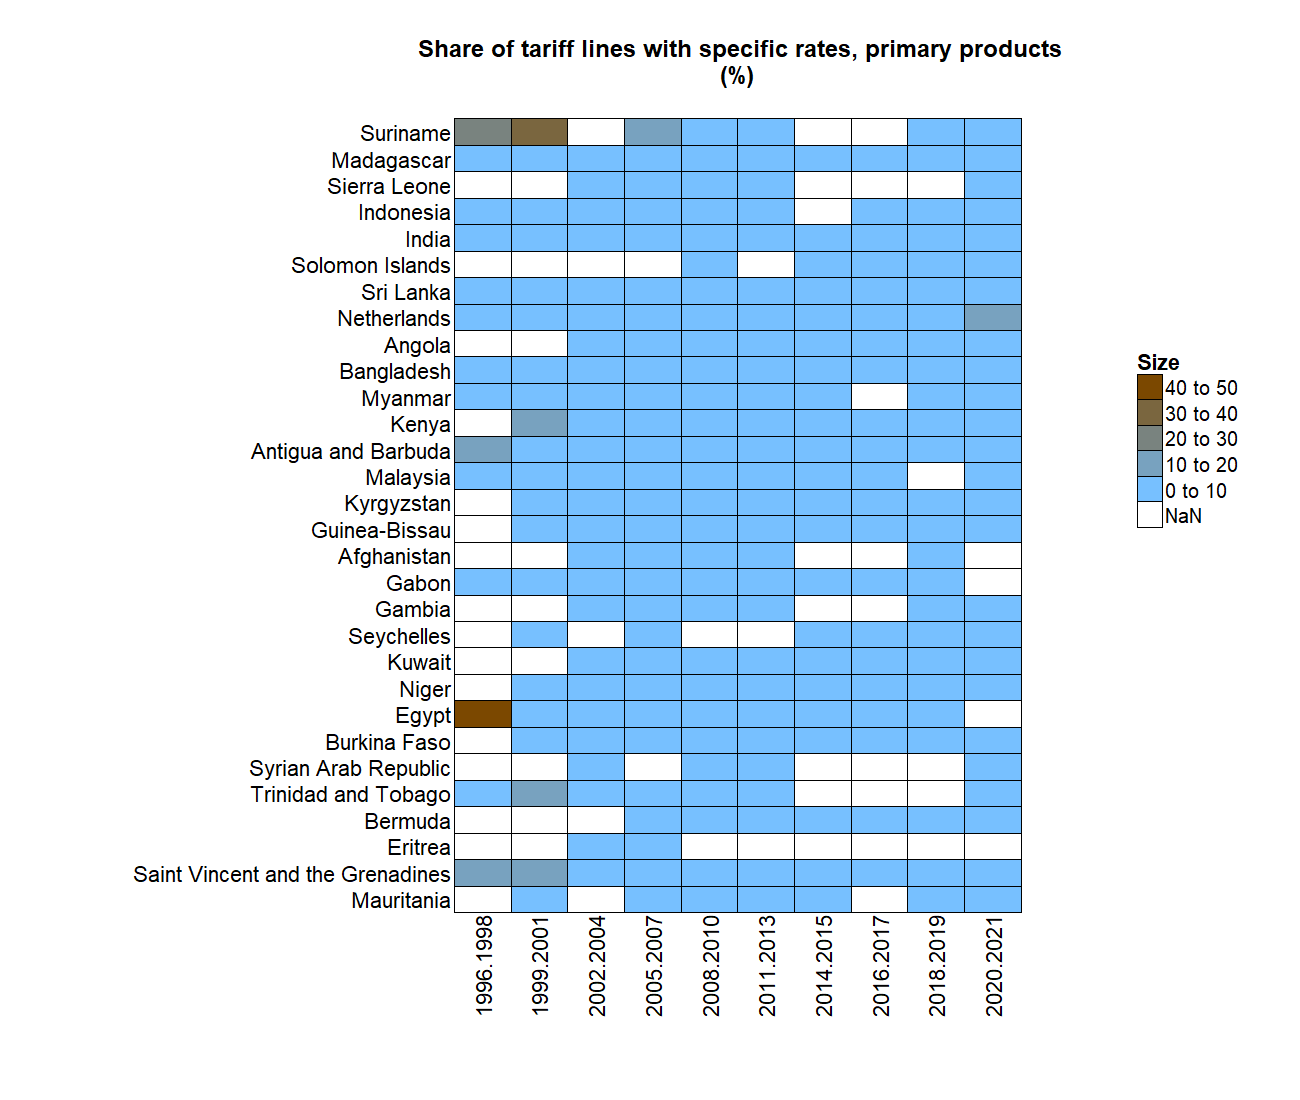 Share of tariff lines with specific rates, primary products
(%)
Suriname
Madagascar
Sierra Leone
Indonesia
India
Solomon Islands
Sri Lanka
Netherlands
Angola
Bangladesh
Myanmar
Kenya
Antigua and Barbuda
Malaysia
Kyrgyzstan
Guinea-Bissau
Afghanistan
Gabon
Gambia
Seychelles
Kuwait
Niger
Egypt
Burkina Faso
Syrian Arab Republic
Trinidad and Tobago
Bermuda
Eritrea
Saint Vincent and the Grenadines
Mauritania
1996.1998
1999.2001
2002.2004
2005.2007
2008.2010
2011.2013
2014.2015
2016.2017
2018.2019
2020.2021
Size
40 to 50
30 to 40
20 to 30
10 to 20
0 to 10
NaN